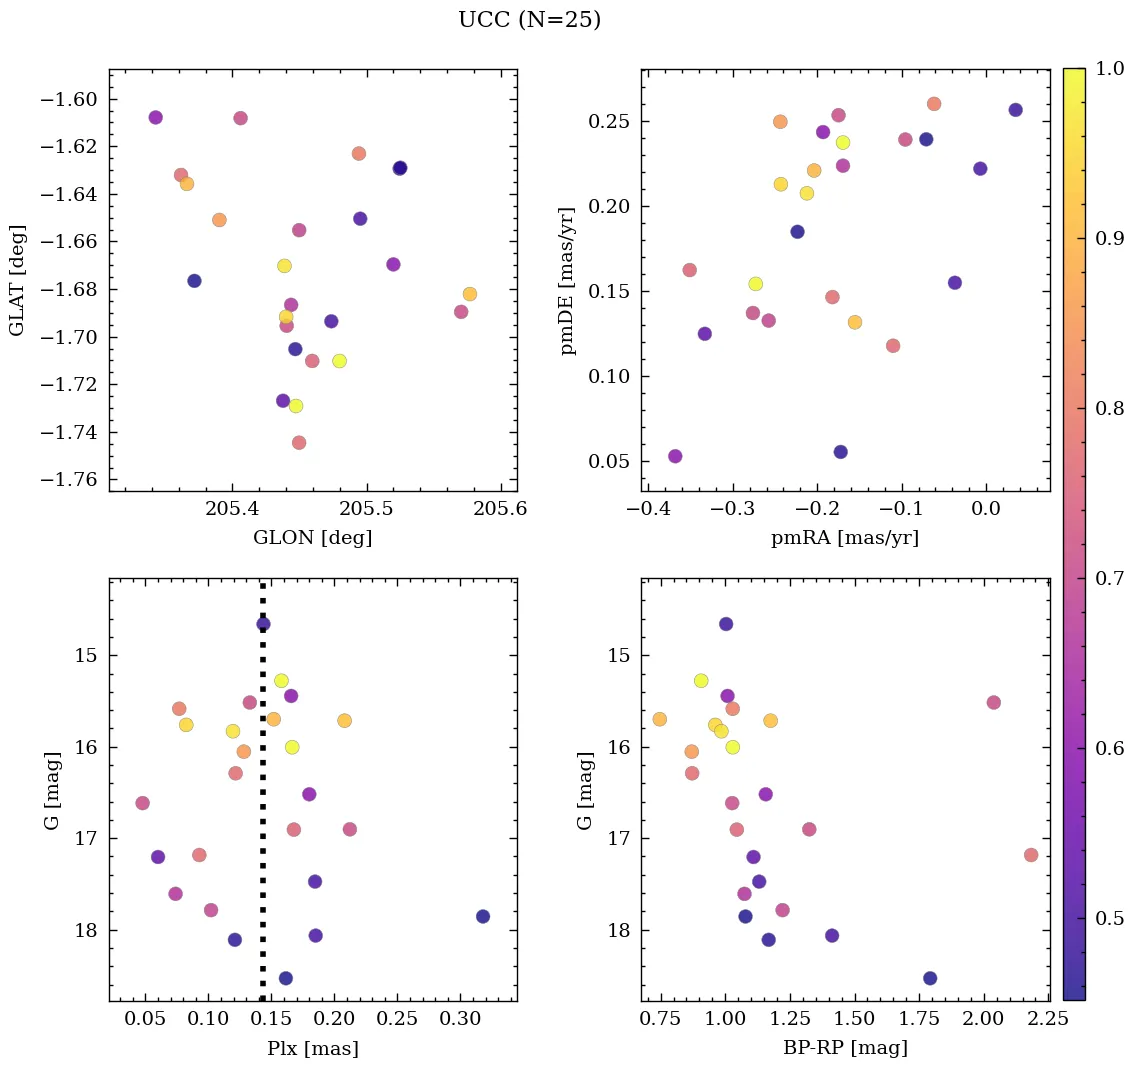 UCC (N=25)
−1.60
−1.62
−1.64
−1.66
−1.68
−1.70
−1.72
−1.74
−1.76
GLAT [deg]
205.4 205.5 205.6
GLON [deg]
0.25
0.20
0.15
0.10
0.05
pmDE [mas/yr]
−0.4 −0.3 −0.2 −0.1 0.0
pmRA [mas/yr]
15
16
17
18
G [mag]
0.05 0.10 0.15 0.20 0.25 0.30
Plx [mas]
15
16
17
18
G [mag]
0.75 1.00 1.25 1.50 1.75 2.00 2.25
BP-RP [mag]
1.0
0.9
0.8
0.7
0.6
0.5